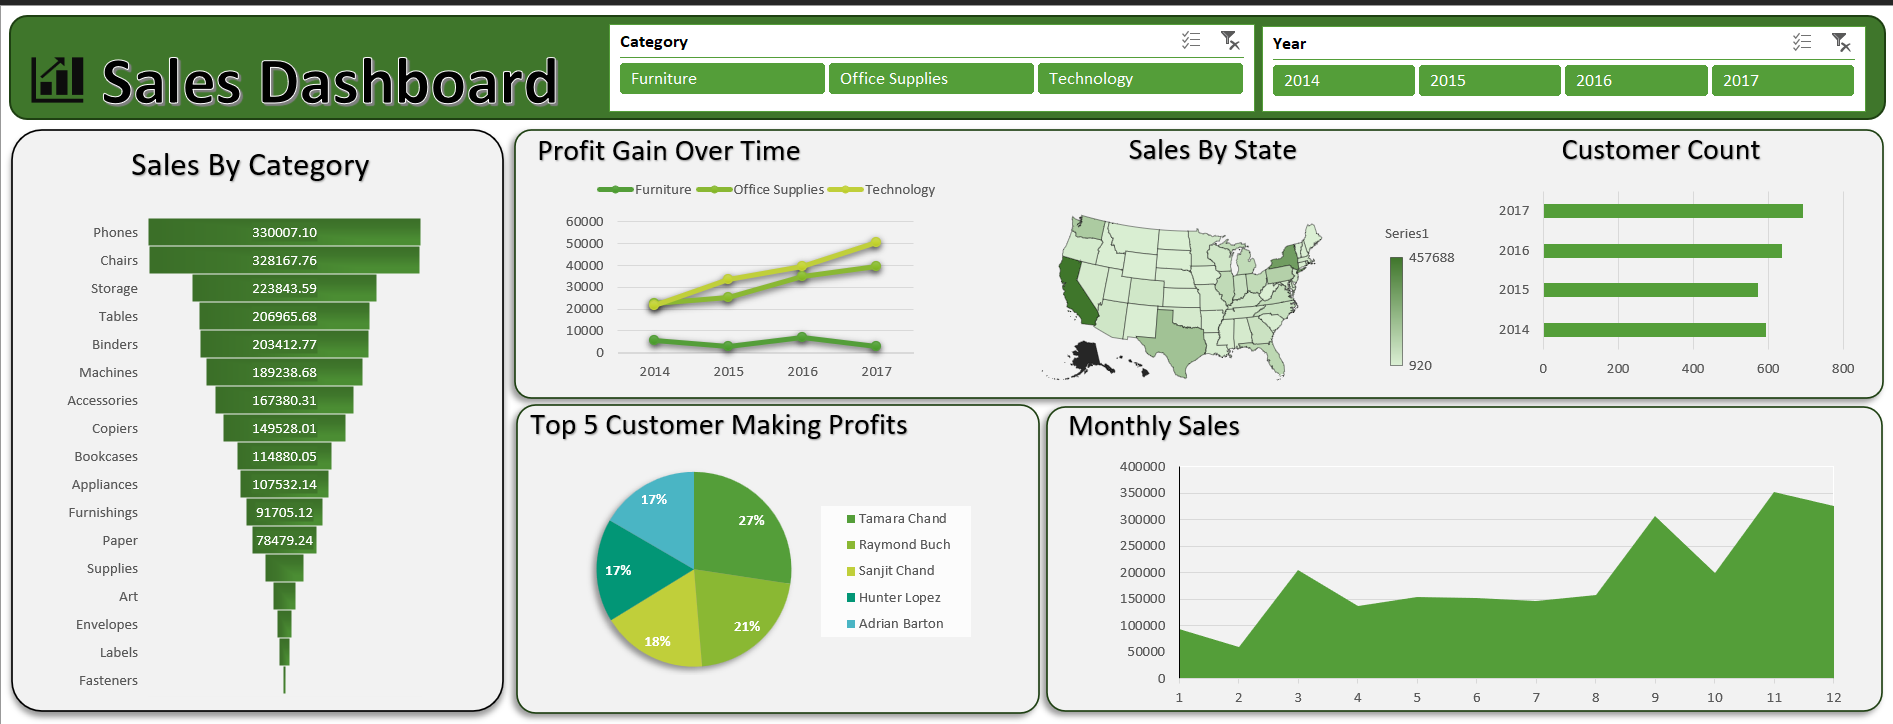 Sales Dashboard
Category
Furniture
Office Supplies
Technology
Year
2014
2015
2016
2017
Sales By Category
Phones 330007.10
Chairs 328167.76
Storage 223843.59
Tables 206965.68
Binders 203412.77
Machines 189238.68
Accessories 167380.31
Copiers 149528.01
Bookcases 114880.05
Appliances 107532.14
Furnishings 91705.12
Paper 78479.24
Supplies
Art
Envelopes
Labels
Fasteners
Profit Gain Over Time
Furniture Office Supplies Technology
60000
50000
40000
30000
20000
10000
0
2014 2015 2016 2017
Sales By State
Series1
457688
920
Customer Count
2017
2016
2015
2014
0 200 400 600 800
Top 5 Customer Making Profits
27%
21%
18%
17%
17%
Tamara Chand
Raymond Buch
Sanjit Chand
Hunter Lopez
Adrian Barton
Monthly Sales
400000
350000
300000
250000
200000
150000
100000
50000
0
1 2 3 4 5 6 7 8 9 10 11 12